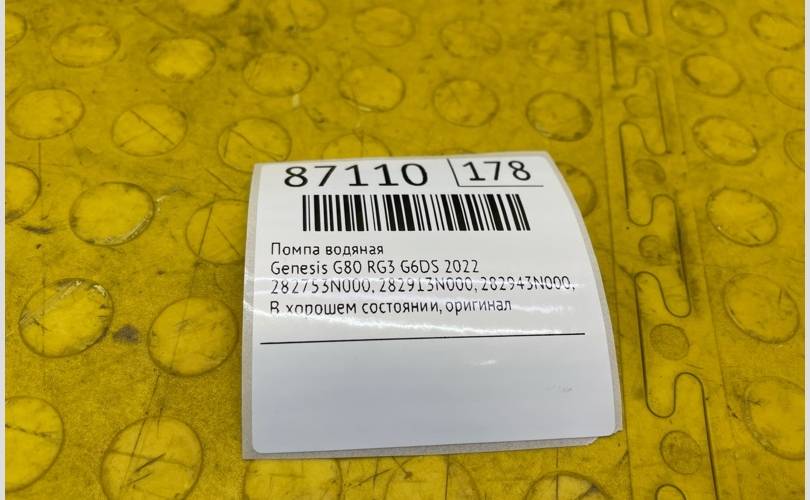 87110 178
Помпа водяная
Genesis G80 RG3 G6DS 2022
282753N000, 282913N000, 282943N000,
В хорошем состоянии, оригинал